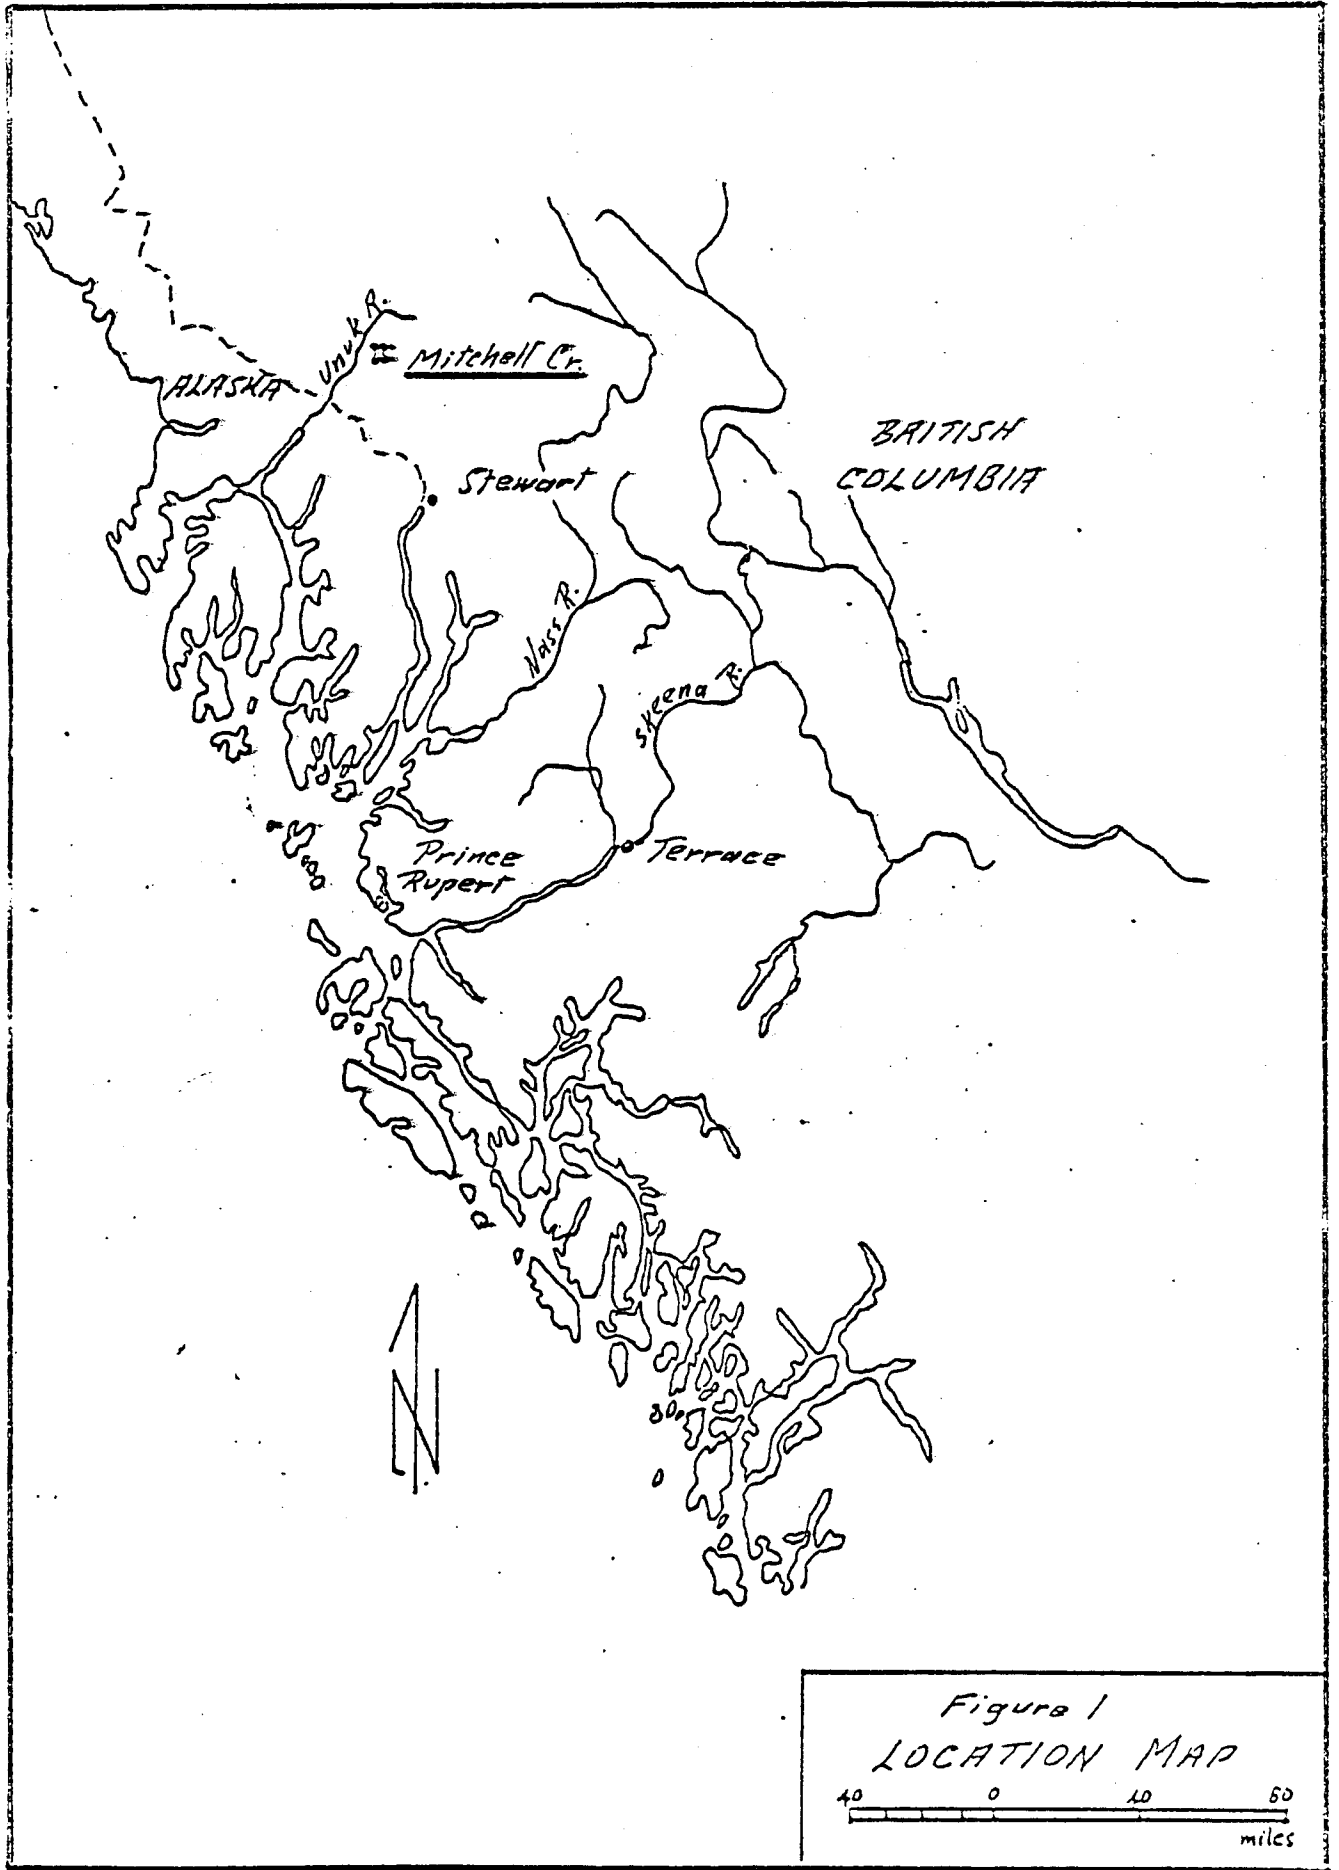 Unuk R.
Mitchell Cr.
ALASKA
BRITISH
COLUMBIA
Stewart
Nass R.
Skeena R.
Prince
Rupert
Terrace
N
Figure 1
LOCATION MAP
40 0 40 80
miles